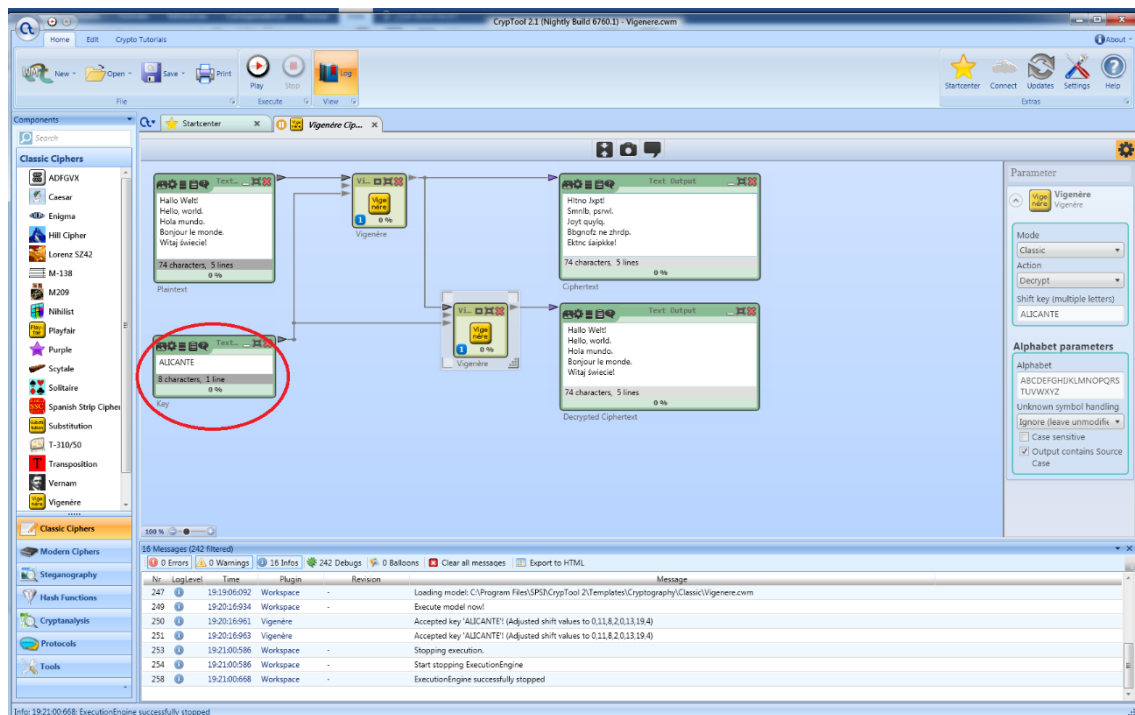 CrypTool 2.1 (Nightly Build 6760.1) - Vigenere.cwm
Home Edit Crypto Tutorials
About
New Open Save Print
Play Stop
Log
Startcenter Connect Updates Settings Help
File Execute View Extras
Components
Startcenter
Vigenére Cip...
Search
Classic Ciphers
ADFGVX
Caesar
Enigma
Hill Cipher
Lorenz SZ42
M-138
M209
Nihilist
Playfair
Purple
Scytale
Solitaire
Spanish Strip Cipher
Substitution
T-310/50
Transposition
Vernam
Vigenère
Classic Ciphers
Modern Ciphers
Steganography
Hash Functions
Cryptanalysis
Protocols
Tools
Text...
Hallo Welt!
Hello, world.
Hola mundo.
Bonjour le monde.
Witaj świecie!
74 characters, 5 lines
0 %
Plaintext
Text...
ALICANTE
8 characters, 1 line
0 %
Key
Vi...
Vige
nère
1 0 %
Vigenère
Vi...
Vige
nère
1 0 %
Vigenère
Text Output
Hltno Jxpt!
Smnlb, psrwl.
Joyt quylq.
Bbgnofz ne zhrdp.
Ektnc śaipkke!
74 characters, 5 lines
0 %
Ciphertext
Text Output
Hallo Welt!
Hello, world.
Hola mundo.
Bonjour le monde.
Witaj świecie!
74 characters, 5 lines
0 %
Decrypted Ciphertext
Parameter
Vige
nère
Vigenère
Vigenère
Mode
Classic
Action
Decrypt
Shift key (multiple letters)
ALICANTE
Alphabet parameters
Alphabet
ABCDEFGHIJKLMNOPQRS
TUVWXYZ
Unknown symbol handling
Ignore (leave unmodifie
Case sensitive
Output contains Source
Case
100 %
16 Messages (242 filtered)
0 Errors 0 Warnings 16 Infos 242 Debugs 0 Balloons Clear all messages Export to HTML
Nr LogLevel Time Plugin Revision Message
247 19:19:06:092 Workspace - Loading model: C:\Program Files\SPSI\CrypTool 2\Templates\Cryptography\Classic\Vigenere.cwm
249 19:20:16:934 Workspace - Execute model now!
250 19:20:16:961 Vigenère - Accepted key 'ALICANTE'! (Adjusted shift values to 0,11,8,2,0,13,19,4)
251 19:20:16:963 Vigenère - Accepted key 'ALICANTE'! (Adjusted shift values to 0,11,8,2,0,13,19,4)
253 19:21:00:586 Workspace - Stopping execution.
254 19:21:00:586 Workspace - Start stopping ExecutionEngine
258 19:21:00:668 Workspace - ExecutionEngine successfully stopped
Info: 19:21:00:668: ExecutionEngine successfully stopped